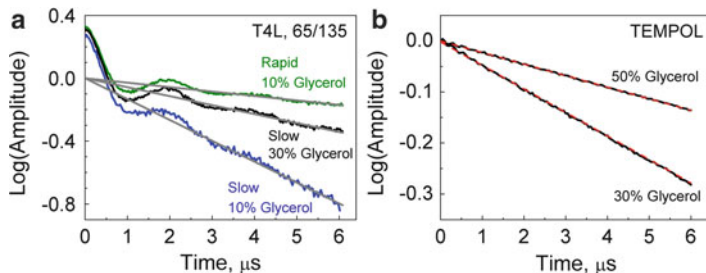 a
T4L, 65/135
Log(Amplitude)
0.4
0.0
-0.4
-0.8
Rapid
10% Glycerol
Slow
30% Glycerol
Slow
10% Glycerol
0 1 2 3 4 5 6
Time, μs
b
TEMPOL
Log(Amplitude)
0.0
-0.1
-0.2
-0.3
50% Glycerol
30% Glycerol
0 1 2 3 4 5 6
Time, μs